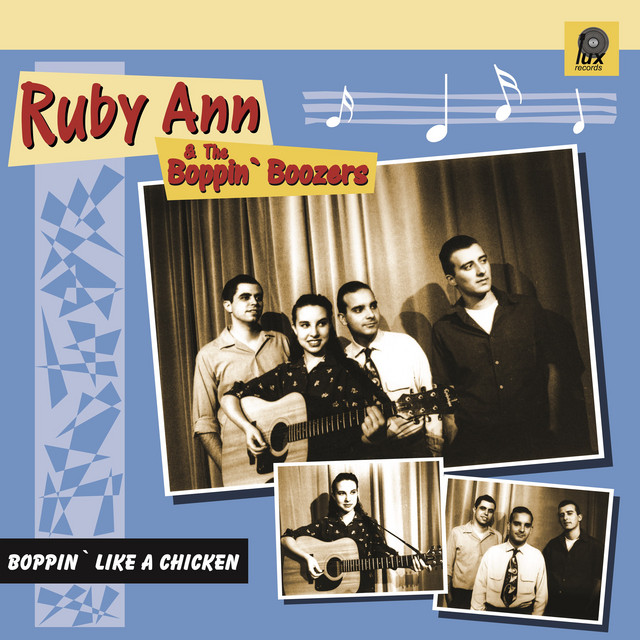 lux
records
Ruby Ann
& The
Boppin` Boozers
BOPPIN` LIKE A CHICKEN